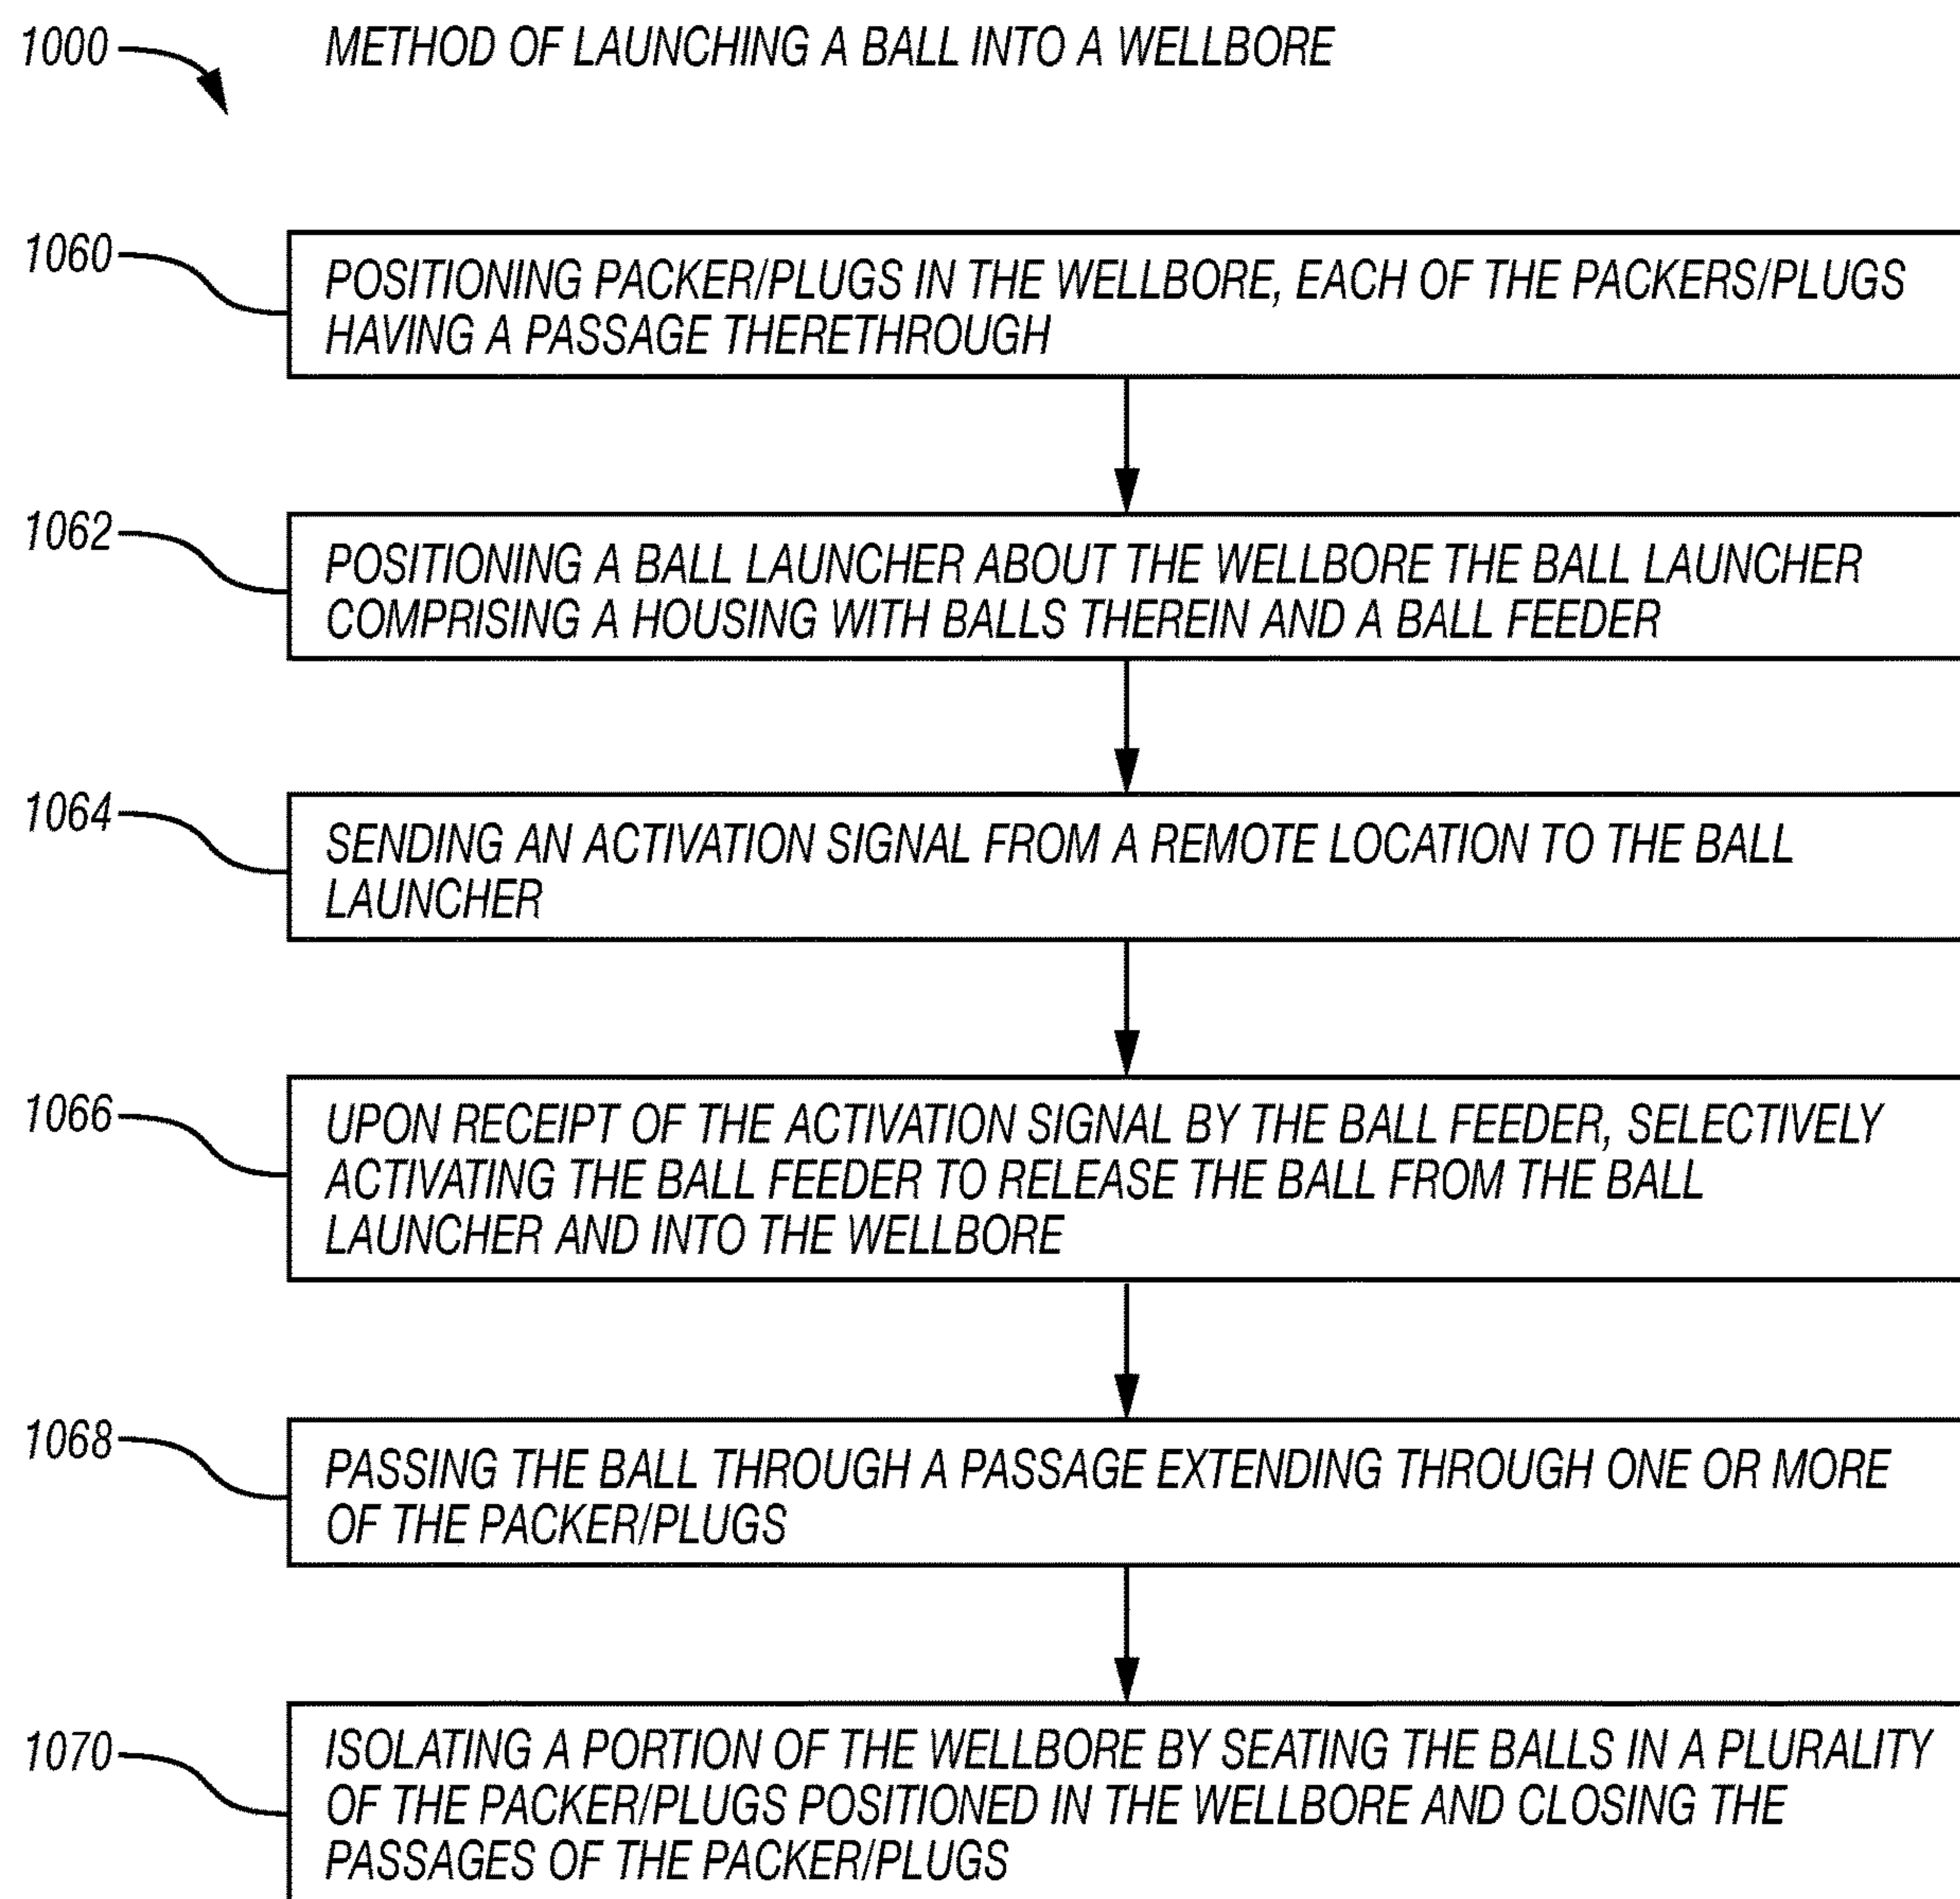 1000
METHOD OF LAUNCHING A BALL INTO A WELLBORE
1060
POSITIONING PACKER/PLUGS IN THE WELLBORE, EACH OF THE PACKERS/PLUGS
HAVING A PASSAGE THERETHROUGH
1062
POSITIONING A BALL LAUNCHER ABOUT THE WELLBORE THE BALL LAUNCHER
COMPRISING A HOUSING WITH BALLS THEREIN AND A BALL FEEDER
1064
SENDING AN ACTIVATION SIGNAL FROM A REMOTE LOCATION TO THE BALL
LAUNCHER
1066
UPON RECEIPT OF THE ACTIVATION SIGNAL BY THE BALL FEEDER, SELECTIVELY
ACTIVATING THE BALL FEEDER TO RELEASE THE BALL FROM THE BALL
LAUNCHER AND INTO THE WELLBORE
1068
PASSING THE BALL THROUGH A PASSAGE EXTENDING THROUGH ONE OR MORE
OF THE PACKER/PLUGS
1070
ISOLATING A PORTION OF THE WELLBORE BY SEATING THE BALLS IN A PLURALITY
OF THE PACKER/PLUGS POSITIONED IN THE WELLBORE AND CLOSING THE
PASSAGES OF THE PACKER/PLUGS